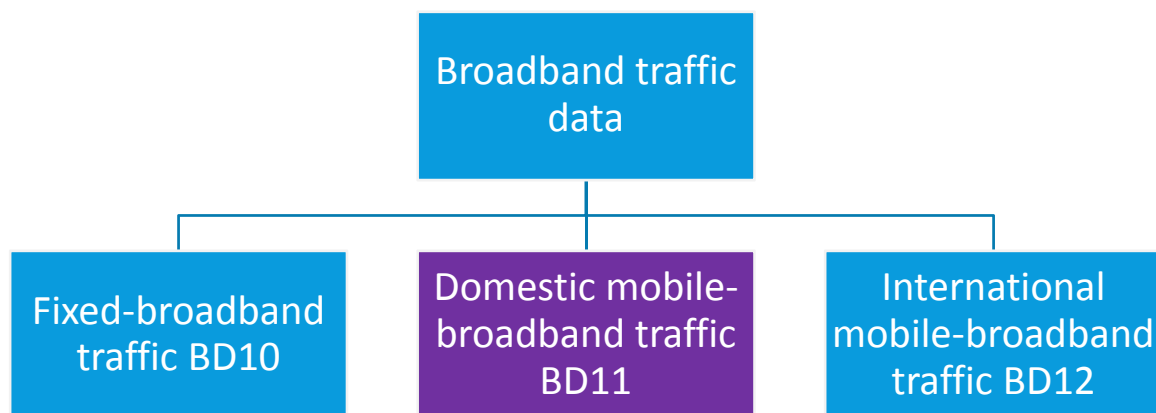 Broadband traffic
data
Fixed-broadband
traffic BD10
Domestic mobile-
broadband traffic
BD11
International
mobile-broadband
traffic BD12